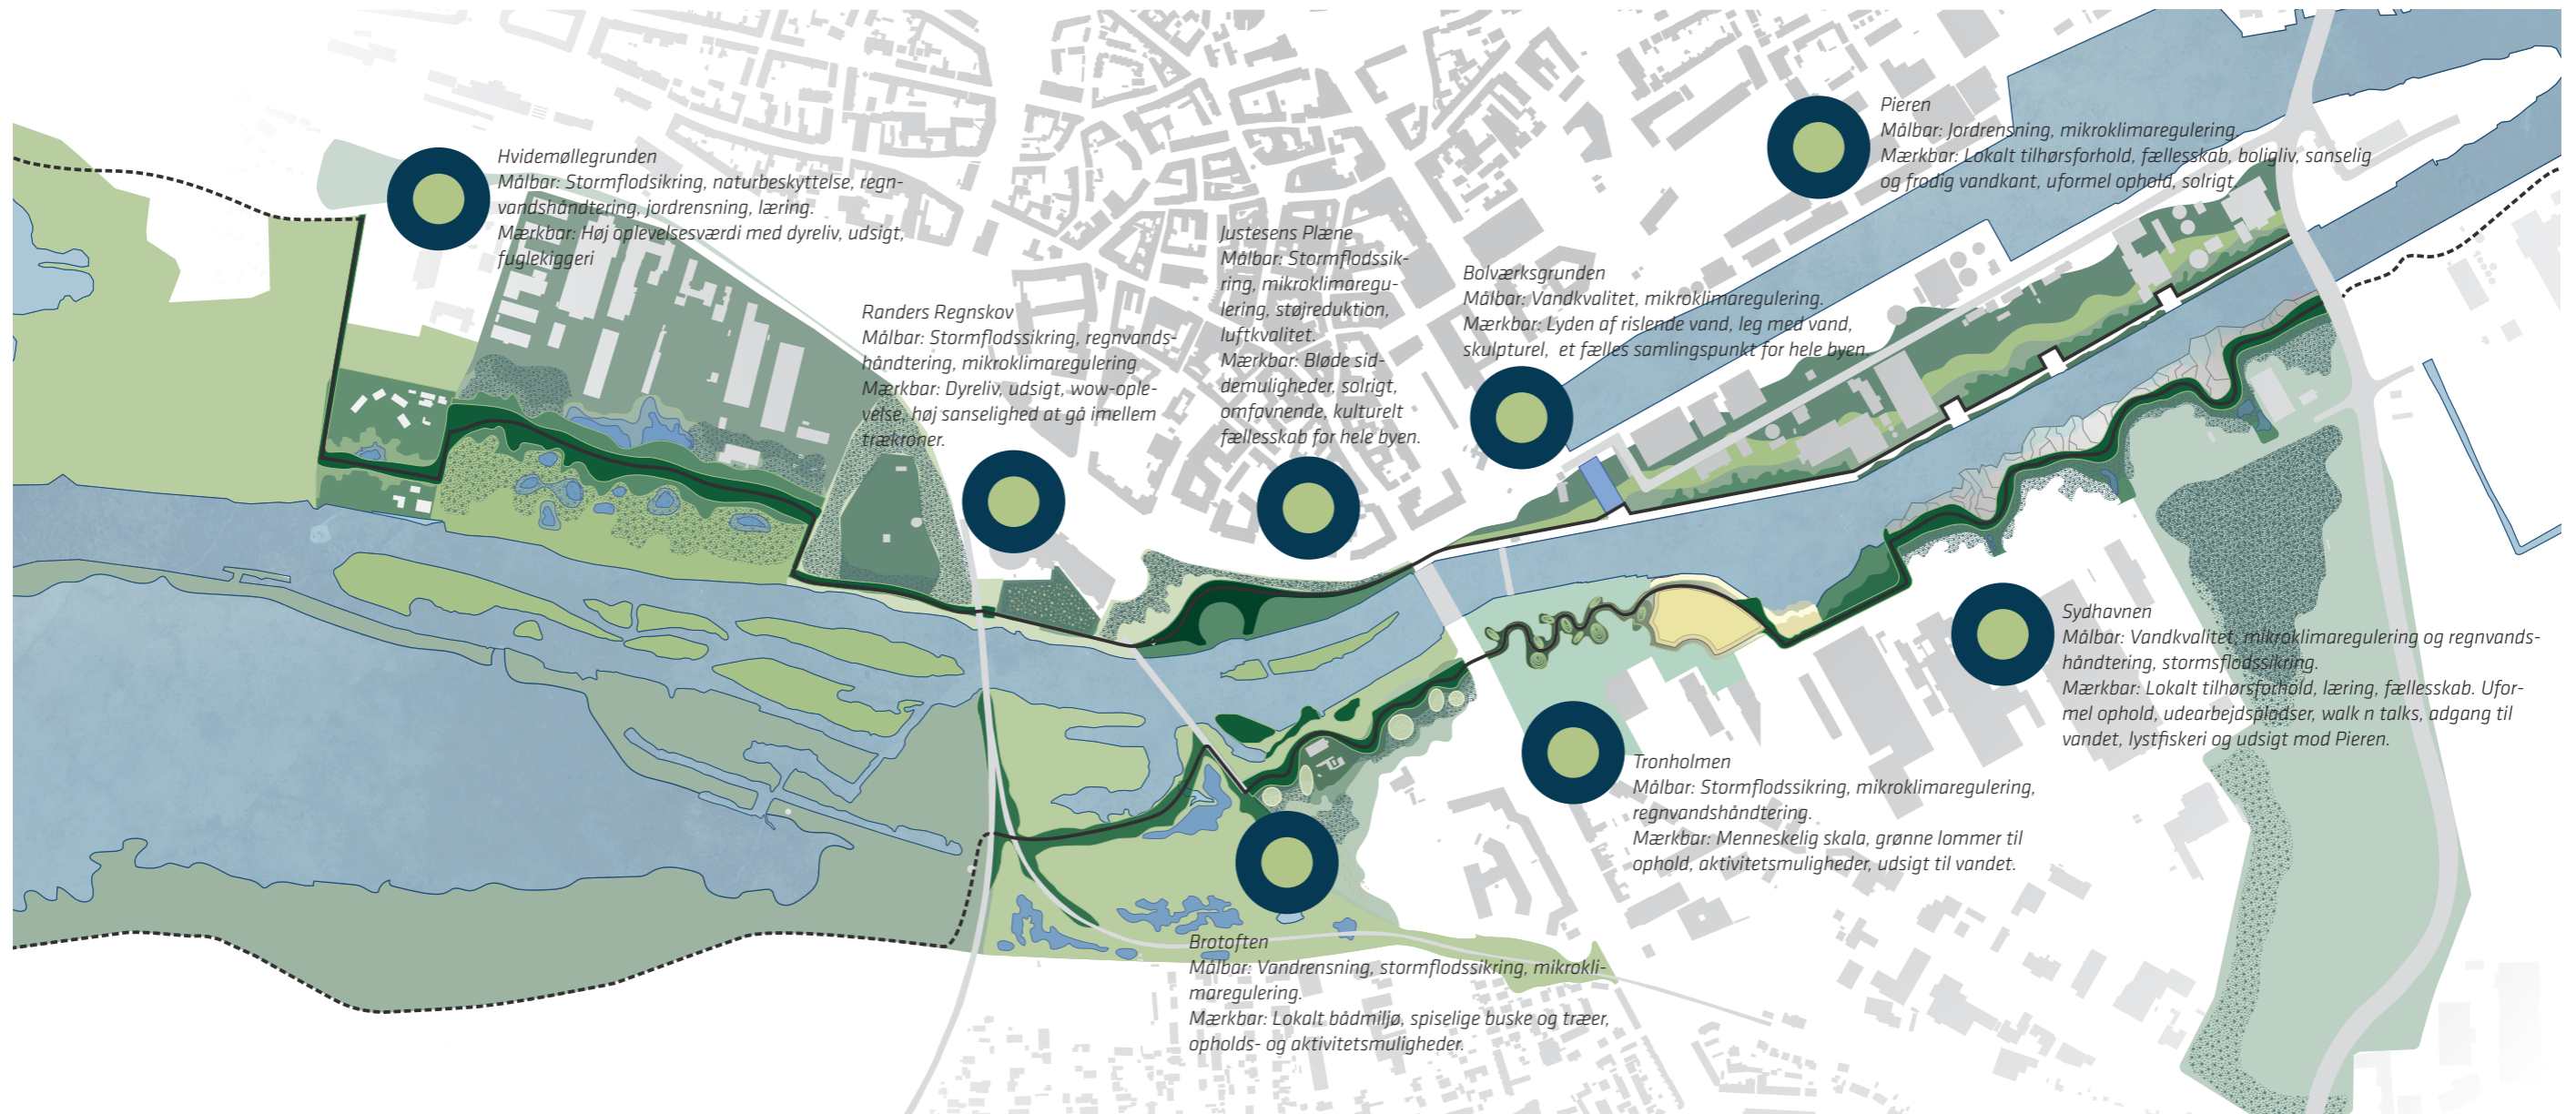 Hvidemøllegrunden
Målbar: Stormflodsikring, naturbeskyttelse, regn-
vandshåndtering, jordrensning, læring.
Mærkbar: Høj oplevelsesværdi med dyreliv, udsigt,
fuglekiggeri
Randers Regnskov
Målbar: Stormflodssikring, regnvands-
håndtering, mikroklimaregulering
Mærkbar: Dyreliv, udsigt, wow-ople-
velse, høj sanselighed at gå imellem
trækroner.
Justesens Plæne
Målbar: Stormflodssik-
ring, mikroklimaregu-
lering, støjreduktion,
luftkvalitet.
Mærkbar: Bløde sid-
demuligheder, solrigt,
omfavnende, kulturelt
fællesskab for hele byen.
Bolværksgrunden
Målbar: Vandkvalitet, mikroklimaregulering.
Mærkbar: Lyden af rislende vand, leg med vand,
skulpturel, et fælles samlingspunkt for hele byen.
Pieren
Målbar: Jordrensning, mikroklimaregulering.
Mærkbar: Lokalt tilhørsforhold, fællesskab, boligliv, sanselig
og frodig vandkant, uformel ophold, solrigt.
Sydhavnen
Målbar: Vandkvalitet, mikroklimaregulering og regnvands-
håndtering, stormsflodssikring.
Mærkbar: Lokalt tilhørsforhold, læring, fællesskab. Ufor-
mel ophold, udearbejdspladser, walk n talks, adgang til
vandet, lystfiskeri og udsigt mod Pieren.
Tronholmen
Målbar: Stormflodssikring, mikroklimaregulering,
regnvandshåndtering.
Mærkbar: Menneskelig skala, grønne lommer til
ophold, aktivitetsmuligheder, udsigt til vandet.
Brotoften
Målbar: Vandrensning, stormflodssikring, mikrokli-
maregulering.
Mærkbar: Lokalt bådmiljø, spiselige buske og træer,
opholds- og aktivitetsmuligheder.